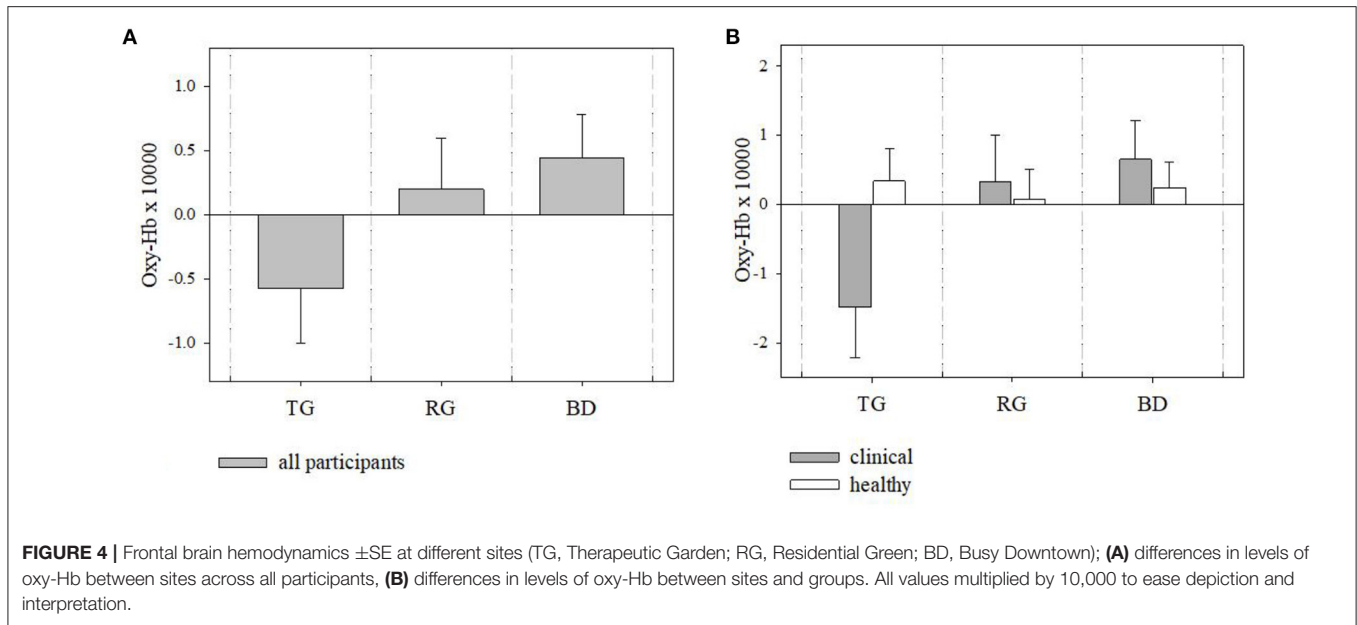 A
Oxy-Hb x 10000
1.0
0.5
0.0
-0.5
-1.0
TG RG BD
all participants
B
Oxy-Hb x 10000
2
1
0
-1
-2
TG RG BD
clinical
healthy
FIGURE 4 | Frontal brain hemodynamics ±SE at different sites (TG, Therapeutic Garden; RG, Residential Green; BD, Busy Downtown); (A) differences in levels of
oxy-Hb between sites across all participants, (B) differences in levels of oxy-Hb between sites and groups. All values multiplied by 10,000 to ease depiction and
interpretation.